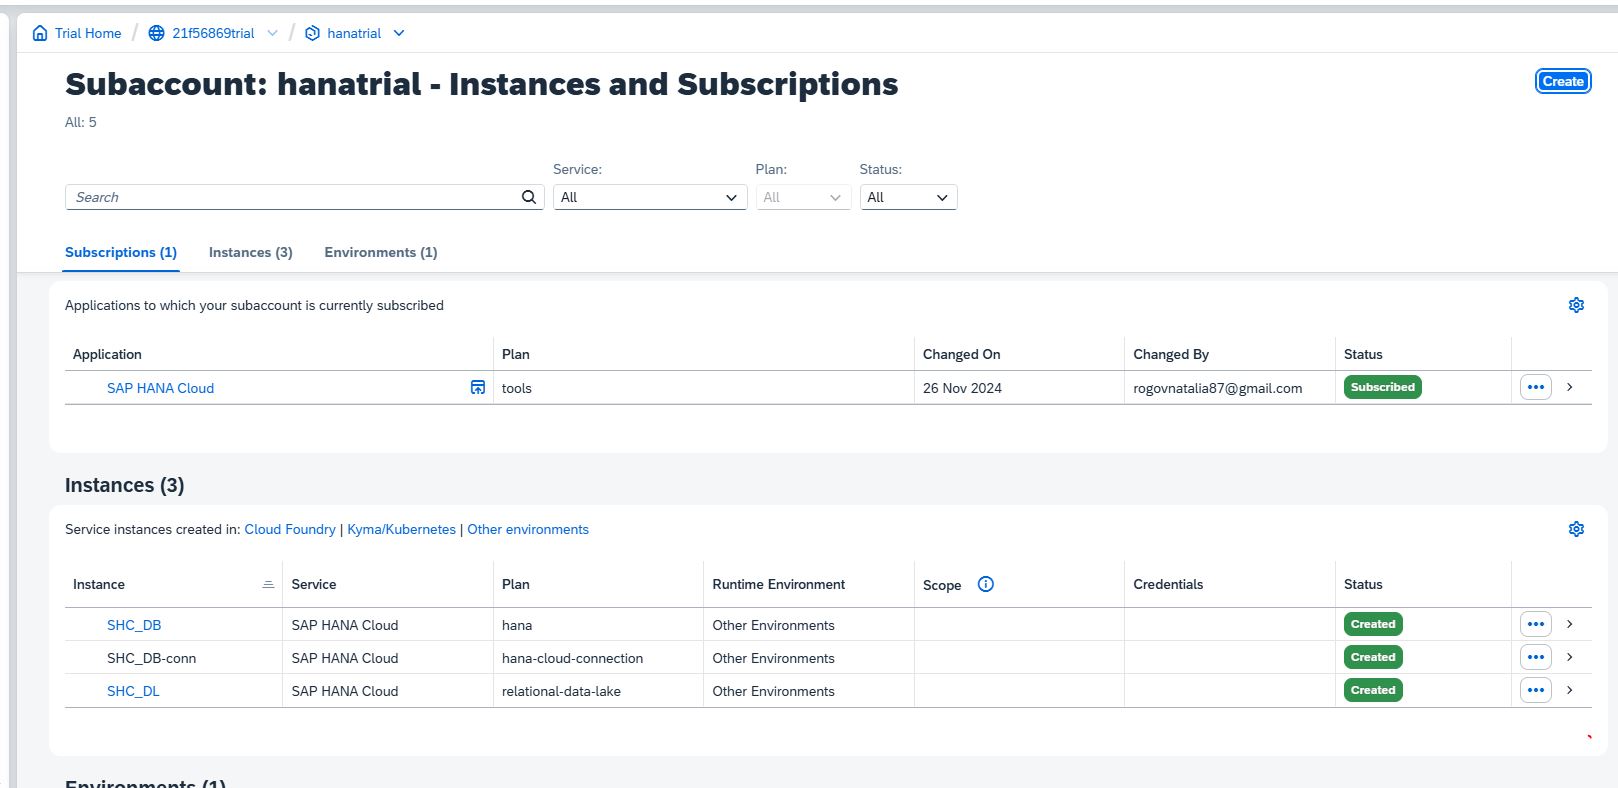 Trial Home / 21f56869trial / hanatrial
Subaccount: hanatrial - Instances and Subscriptions
Create
All: 5
Service: Plan: Status:
Search All All All
Subscriptions (1) Instances (3) Environments (1)
Applications to which your subaccount is currently subscribed
Application Plan Changed On Changed By Status
SAP HANA Cloud tools 26 Nov 2024 rogovnatalia87@gmail.com Subscribed
Instances (3)
Service instances created in: Cloud Foundry | Kyma/Kubernetes | Other environments
Instance Service Plan Runtime Environment Scope Credentials Status
SHC_DB SAP HANA Cloud hana Other Environments Created
SHC_DB-conn SAP HANA Cloud hana-cloud-connection Other Environments Created
SHC_DL SAP HANA Cloud relational-data-lake Other Environments Created
Environments (1)